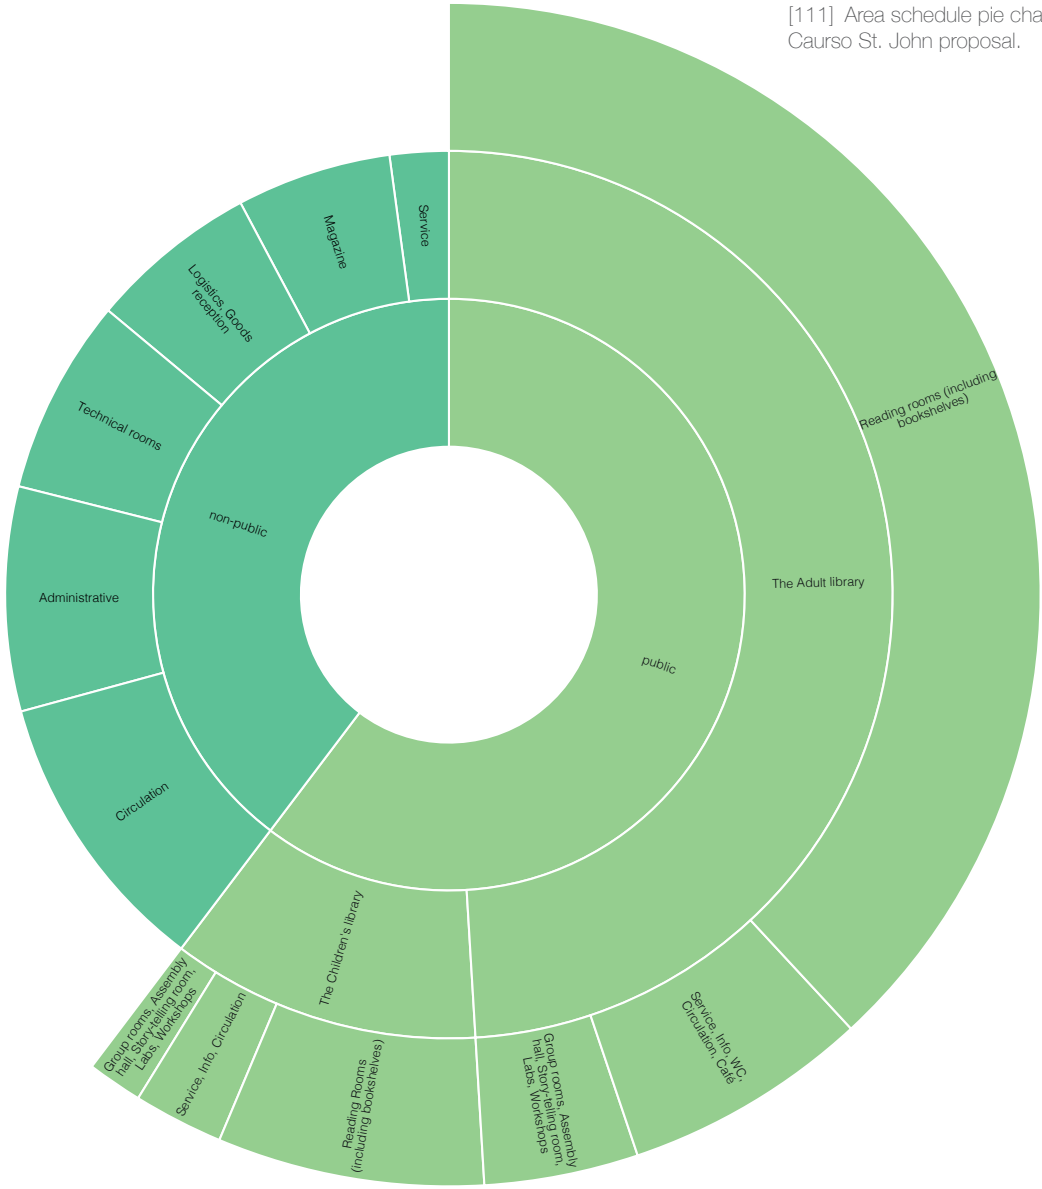 [111] Area schedule pie cha
Caurso St. John proposal.
Service
Magazine
Logistics, Goods
reception
Technical rooms
Administrative
Circulation
non-public
public
The Adult library
Reading rooms (including
bookshelves)
The Children's library
Group rooms, Assembly
hall, Story-telling room,
Labs, Workshops
Service, Info, Circulation
Reading Rooms
(including bookshelves)
Group rooms, Assembly
hall, Story-telling room,
Labs, Workshops
Service, Info, WC,
Circulation, Café